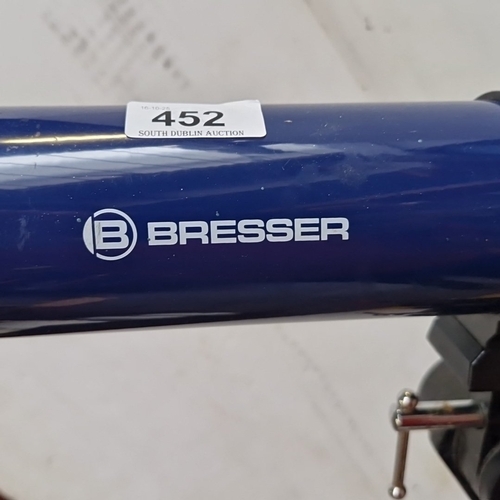 452
SOUTH DUBLIN AUCTION
B BRESSER